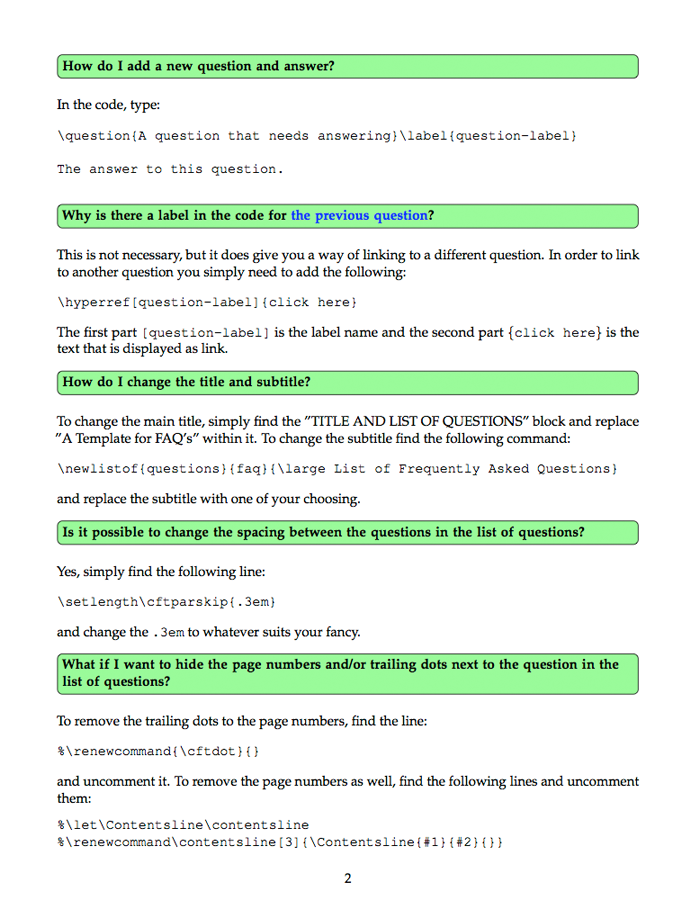 How do I add a new question and answer?
In the code, type:
\question{A question that needs answering}\label{question-label}
The answer to this question.
Why is there a label in the code for the previous question?
This is not necessary, but it does give you a way of linking to a different question. In order to link
to another question you simply need to add the following:
\hyperref[question-label]{click here}
The first part [question-label] is the label name and the second part {click here} is the
text that is displayed as link.
How do I change the title and subtitle?
To change the main title, simply find the ”TITLE AND LIST OF QUESTIONS” block and replace
”A Template for FAQ’s” within it. To change the subtitle find the following command:
\newlistof{questions}{faq}{\large List of Frequently Asked Questions}
and replace the subtitle with one of your choosing.
Is it possible to change the spacing between the questions in the list of questions?
Yes, simply find the following line:
\setlength\cftparskip{.3em}
and change the .3em to whatever suits your fancy.
What if I want to hide the page numbers and/or trailing dots next to the question in the
list of questions?
To remove the trailing dots to the page numbers, find the line:
%\renewcommand{\cftdot}{}
and uncomment it. To remove the page numbers as well, find the following lines and uncomment
them:
%\let\Contentsline\contentsline
%\renewcommand\contentsline[3]{\Contentsline{#1}{#2}{}}
2